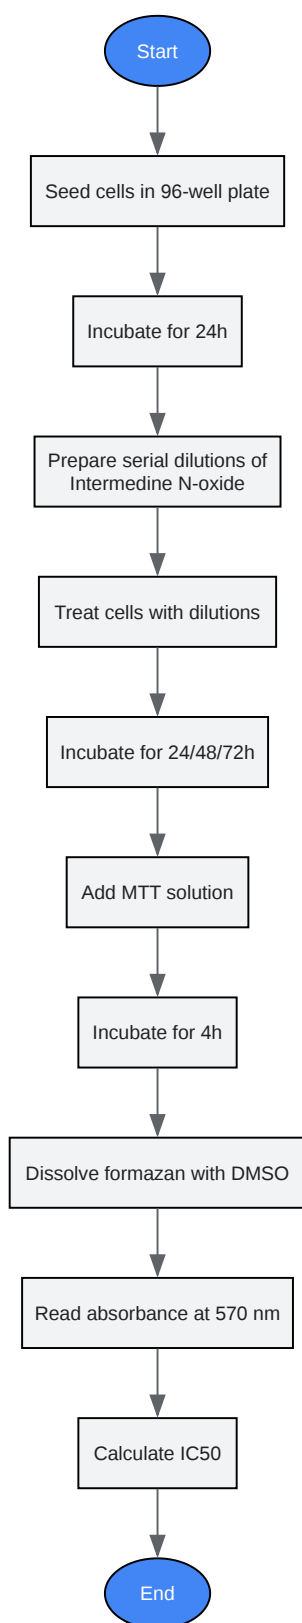 Start
Seed cells in 96-well plate
Incubate for 24h
Prepare serial dilutions of
Intermedine N-oxide
Treat cells with dilutions
Incubate for 24/48/72h
Add MTT solution
Incubate for 4h
Dissolve formazan with DMSO
Read absorbance at 570 nm
Calculate IC50
End